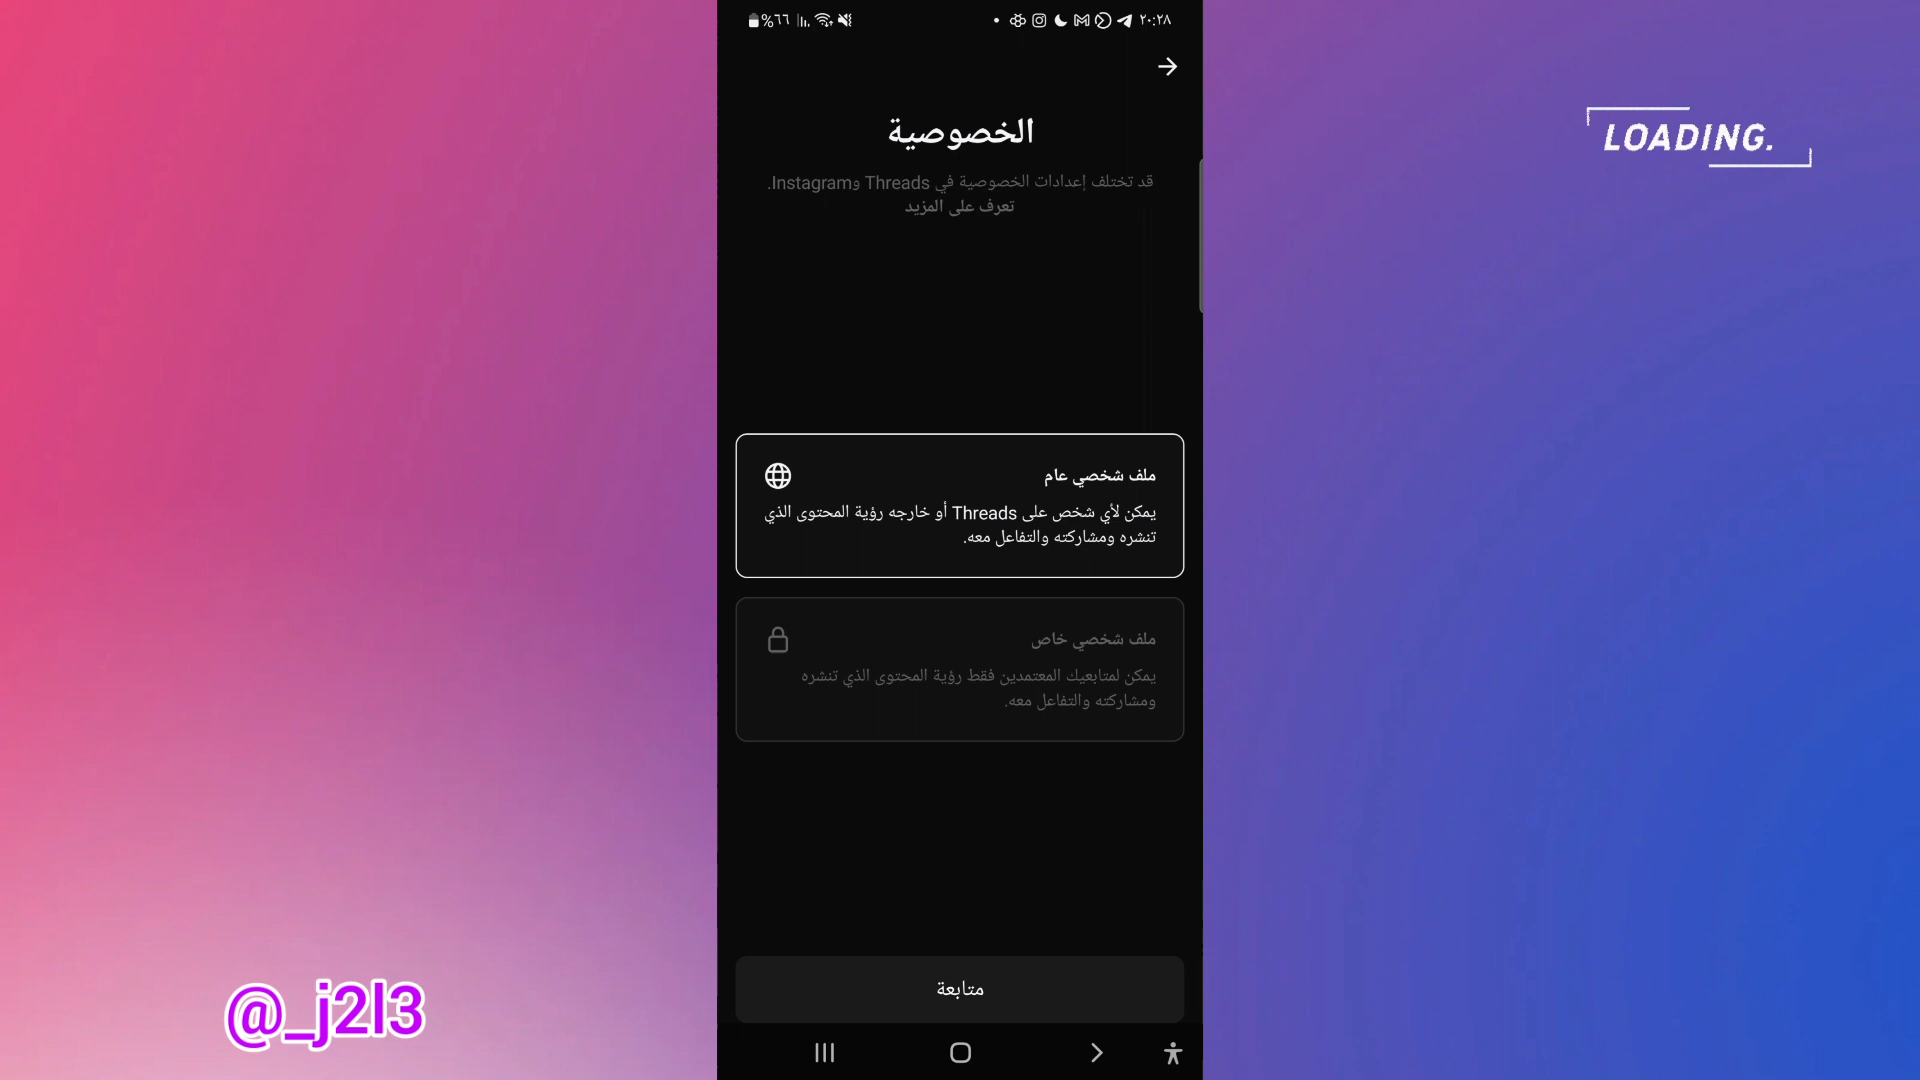 ٢٠:٢٨
%٦٦
الخصوصية
قد تختلف إعدادات الخصوصية في Threads وInstagram.
تعرف على المزيد
ملف شخصي عام
يمكن لأي شخص على Threads أو خارجه رؤية المحتوى الذي
تنشره ومشاركته والتفاعل معه.
ملف شخصي خاص
يمكن لمتابعيك المعتمدين فقط رؤية المحتوى الذي تنشره
ومشاركته والتفاعل معه.
متابعة
LOADING.
@_j2l3